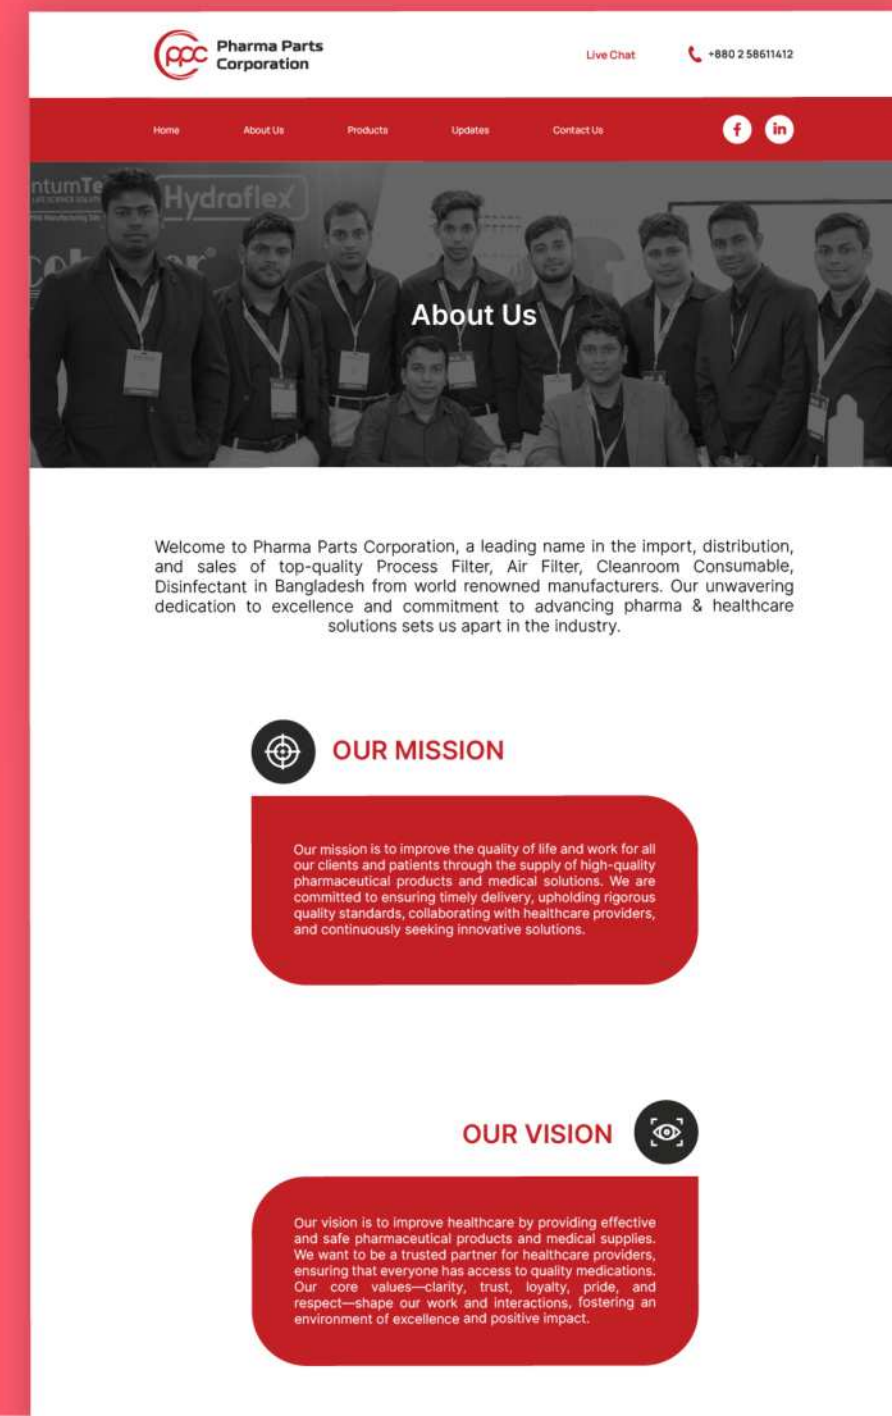 ppc Pharma Parts
Corporation
Live Chat
+880 2 58611412
Home About Us Products Updates Contact Us
f in
Hydroflex
About Us
Welcome to Pharma Parts Corporation, a leading name in the import, distribution,
and sales of top-quality Process Filter, Air Filter, Cleanroom Consumable,
Disinfectant in Bangladesh from world renowned manufacturers. Our unwavering
dedication to excellence and commitment to advancing pharma & healthcare
solutions sets us apart in the industry.
OUR MISSION
Our mission is to improve the quality of life and work for all
our clients and patients through the supply of high-quality
pharmaceutical products and medical solutions. We are
committed to ensuring timely delivery, upholding rigorous
quality standards, collaborating with healthcare providers,
and continuously seeking innovative solutions.
OUR VISION
Our vision is to improve healthcare by providing effective
and safe pharmaceutical products and medical supplies.
We want to be a trusted partner for healthcare providers,
ensuring that everyone has access to quality medications.
Our core values—clarity, trust, loyalty, pride, and
respect—shape our work and interactions, fostering an
environment of excellence and positive impact.